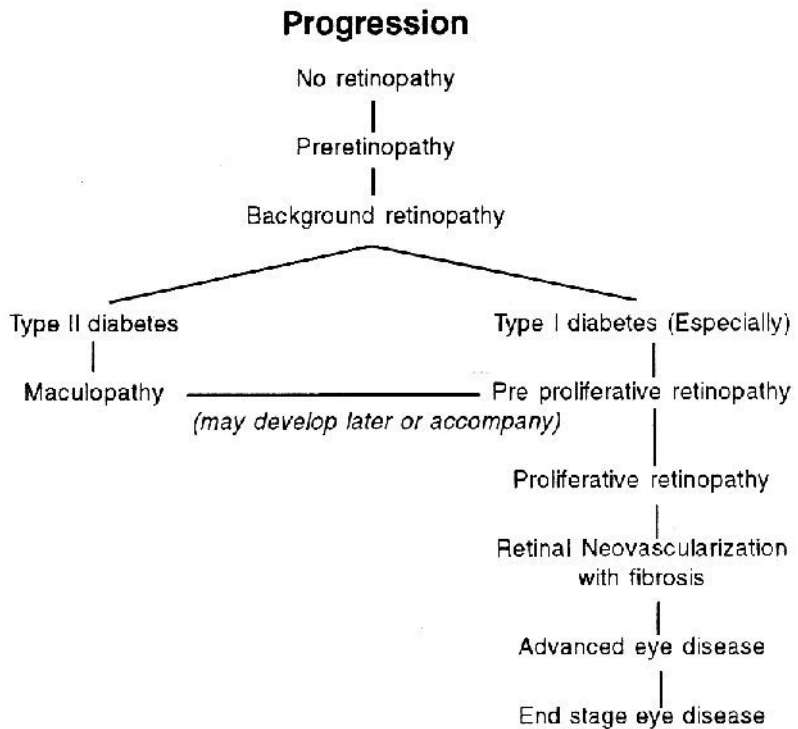 Progression
No retinopathy
Preretinopathy
Background retinopathy
Type II diabetes
Type I diabetes (Especially)
Maculopathy
Pre proliferative retinopathy
(may develop later or accompany)
Proliferative retinopathy
Retinal Neovascularization
with fibrosis
Advanced eye disease
End stage eye disease